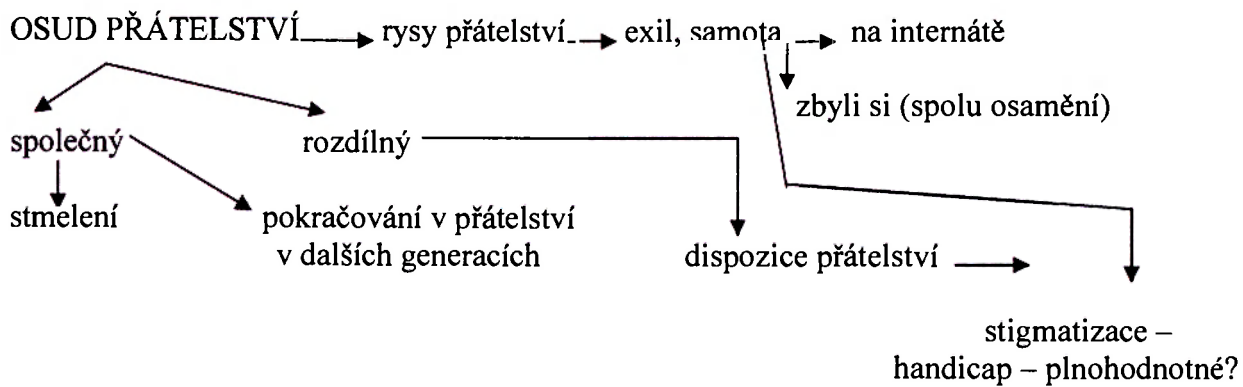 OSUD PŘÁTELSTVÍ rysy přátelství exil, samota na internátě
zbyli si (spolu osamění)
společný rozdílný
stmelení pokračování v přátelství
v dalších generacích dispozice přátelství
stigmatizace –
handicap – plnohodnotné?